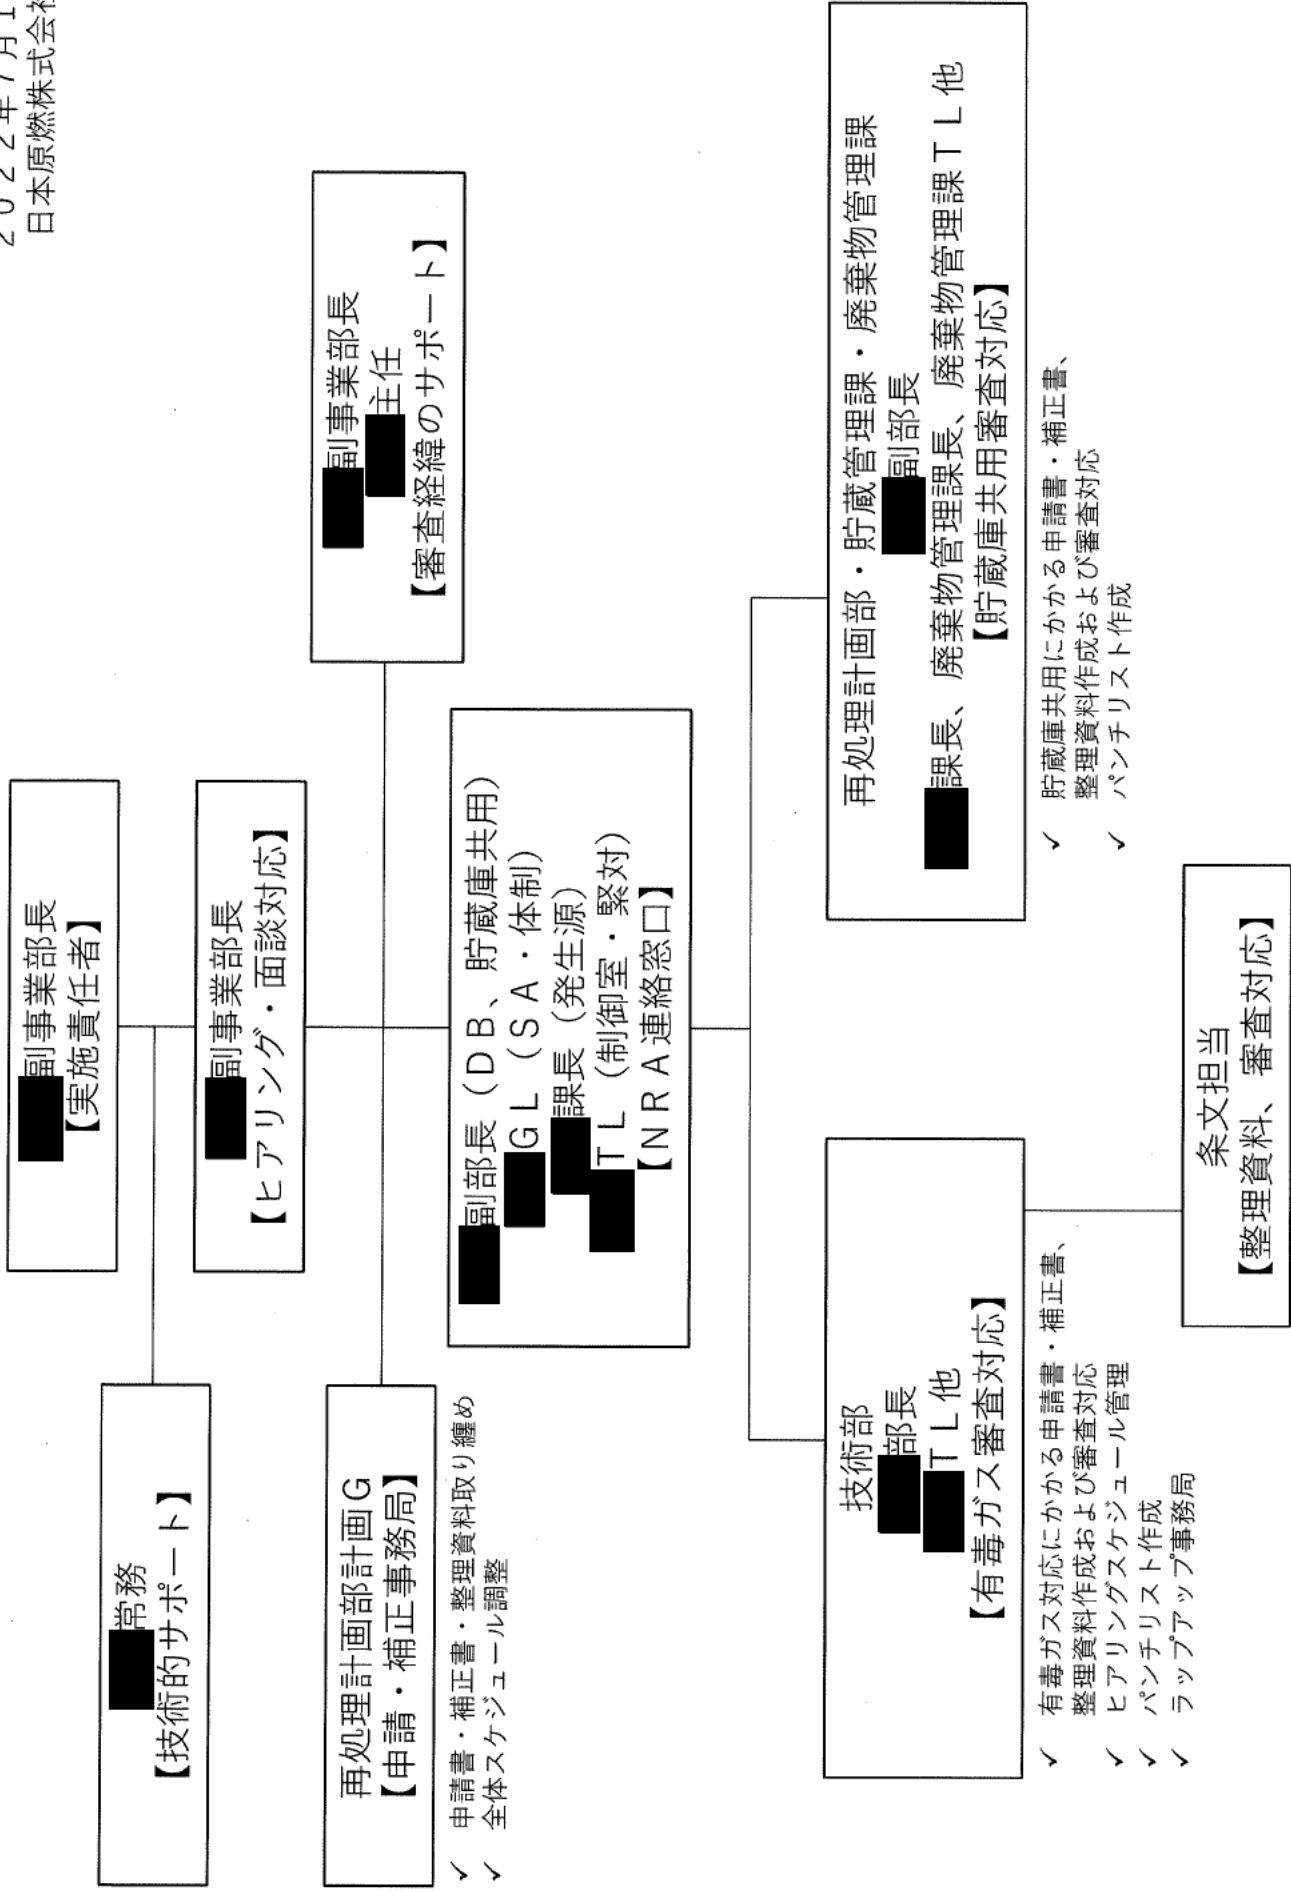 ２０２２年７月１
日本原燃株式会社
副事業部長
【実施責任者】
常務
【技術的サポート】
副事業部長
【ヒアリング・面談対応】
再処理計画部計画Ｇ
【申請・補正事務局】
✓ 申請書・補正書・整理資料取り纏め
✓ 全体スケジュール調整
副事業部長
主任
【審査経緯のサポート】
副部長（ＤＢ、貯蔵庫共用）
ＧＬ（ＳＡ・体制）
課長（発生源）
ＴＬ（制御室・緊対）
【ＮＲＡ連絡窓口】
技術部
部長
ＴＬ他
【有毒ガス審査対応】
✓ 有毒ガス対応にかかる申請書・補正書、
整理資料作成および審査対応
✓ ヒアリングスケジュール管理
✓ パンチリスト作成
✓ ラップアップ事務局
再処理計画部・貯蔵管理課・廃棄物管理課
副部長
課長、廃棄物管理課長、廃棄物管理課ＴＬ他
【貯蔵庫共用審査対応】
✓ 貯蔵庫共用にかかる申請書・補正書、
整理資料作成および審査対応
✓ パンチリスト作成
条文担当
【整理資料、審査対応】